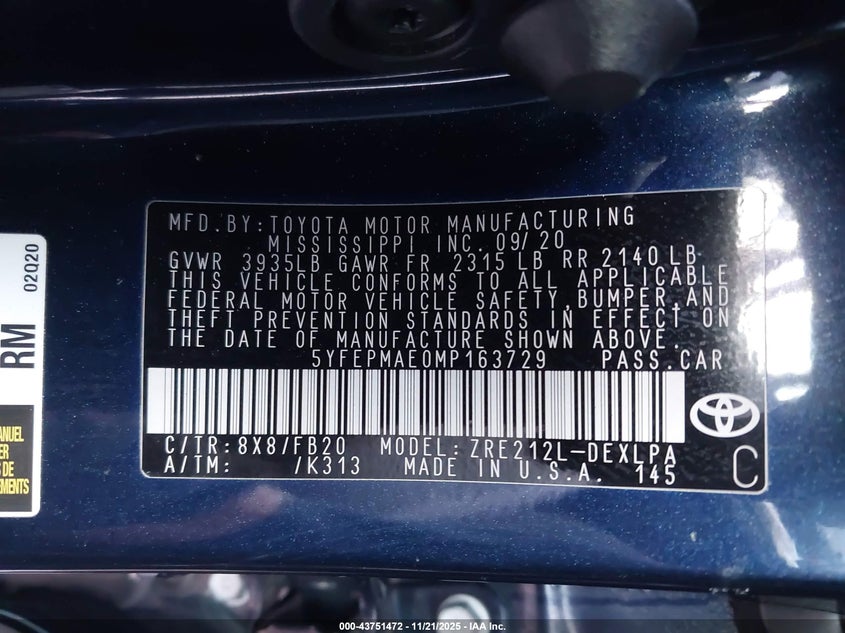 MFD.BY:TOYOTA MOTOR MANUFACTURING
MISSISSIPPI INC. 09/20
GVWR 3935LB GAWR FR 2315 LB RR 2140 LB
THIS VEHICLE CONFORMS TO ALL APPLICABLE
FEDERAL MOTOR VEHICLE SAFETY, BUMPER, AND
THEFT PREVENTION STANDARDS IN EFFECT ON
THE DATE OF MANUFACTURE SHOWN ABOVE.
5YFEPMAE0MP163729 PASS.CAR
C/TR: 8X8/FB20 MODEL: ZRE212L-DEXLPA
A/TM: /K313 MADE IN U.S.A. 145
C
02Q20
RM
MANUEL
DE
000-43751472 - 11/21/2025 - IAA Inc.